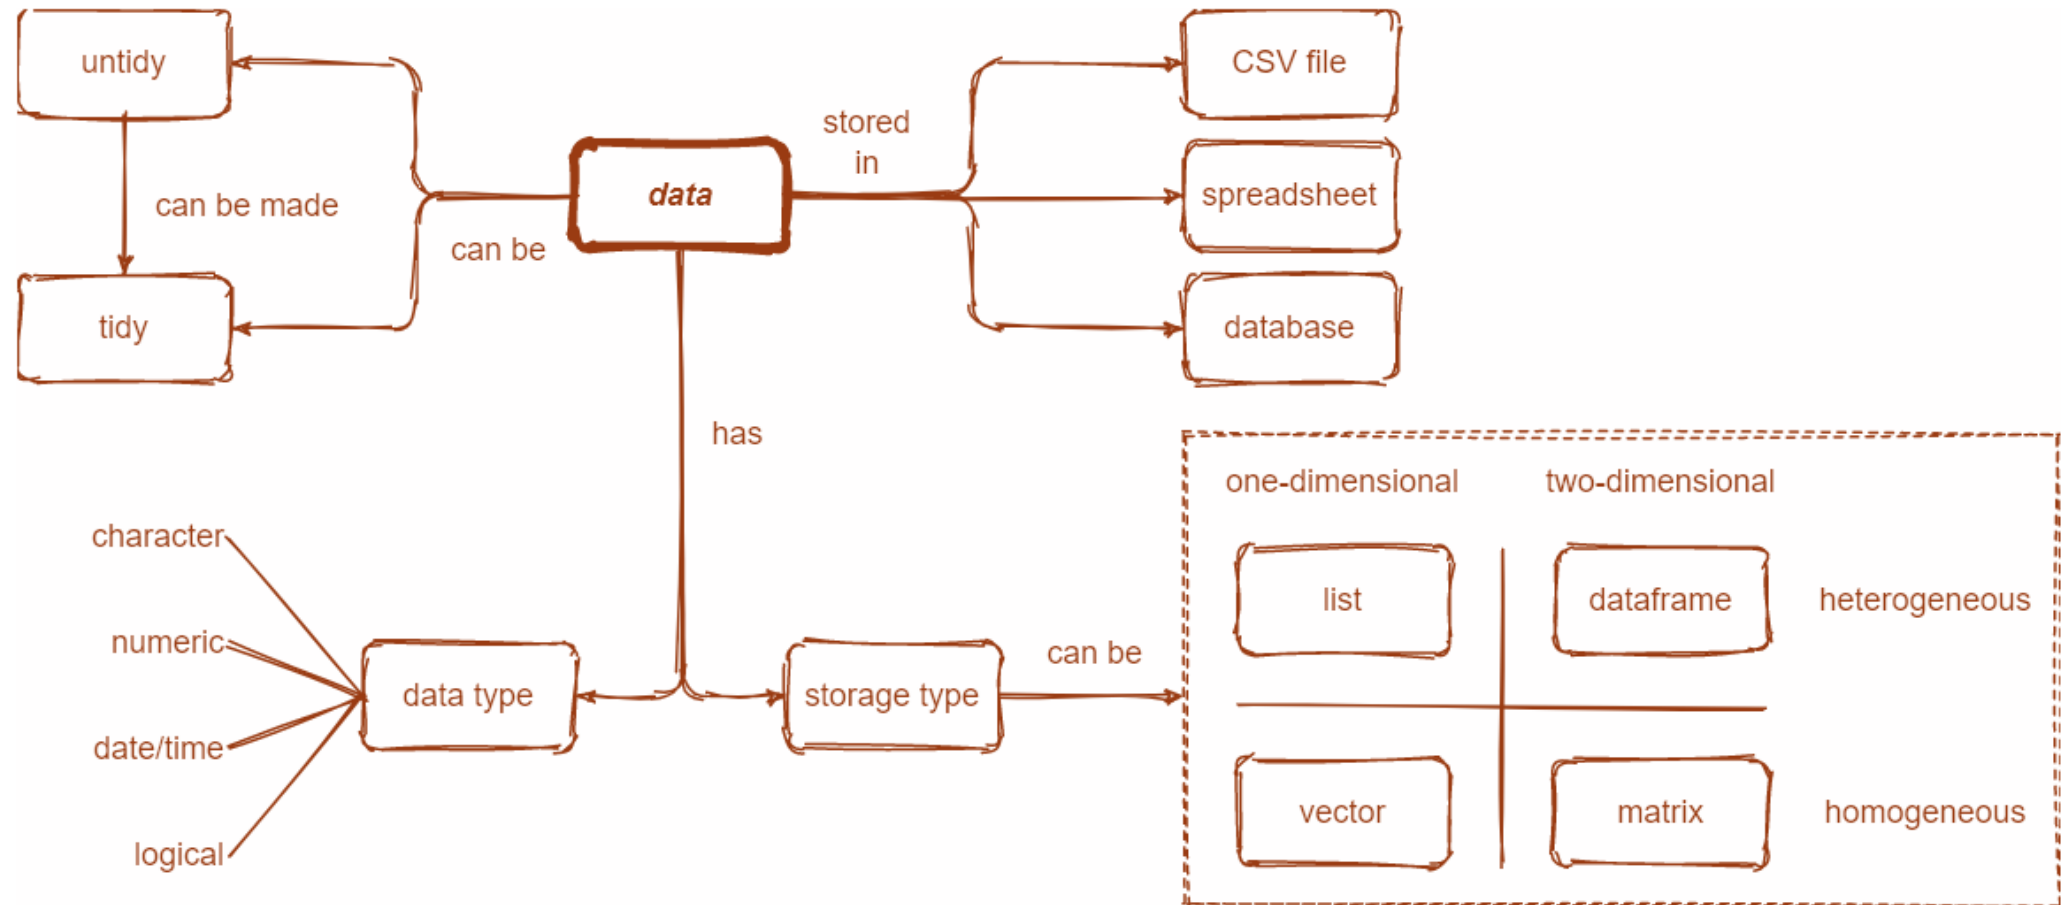 untidy
CSV file
stored
in
data
spreadsheet
can be made
can be
tidy
database
has
one-dimensional
two-dimensional
character
list
dataframe
heterogeneous
numeric
can be
data type
storage type
date/time
vector
matrix
homogeneous
logical